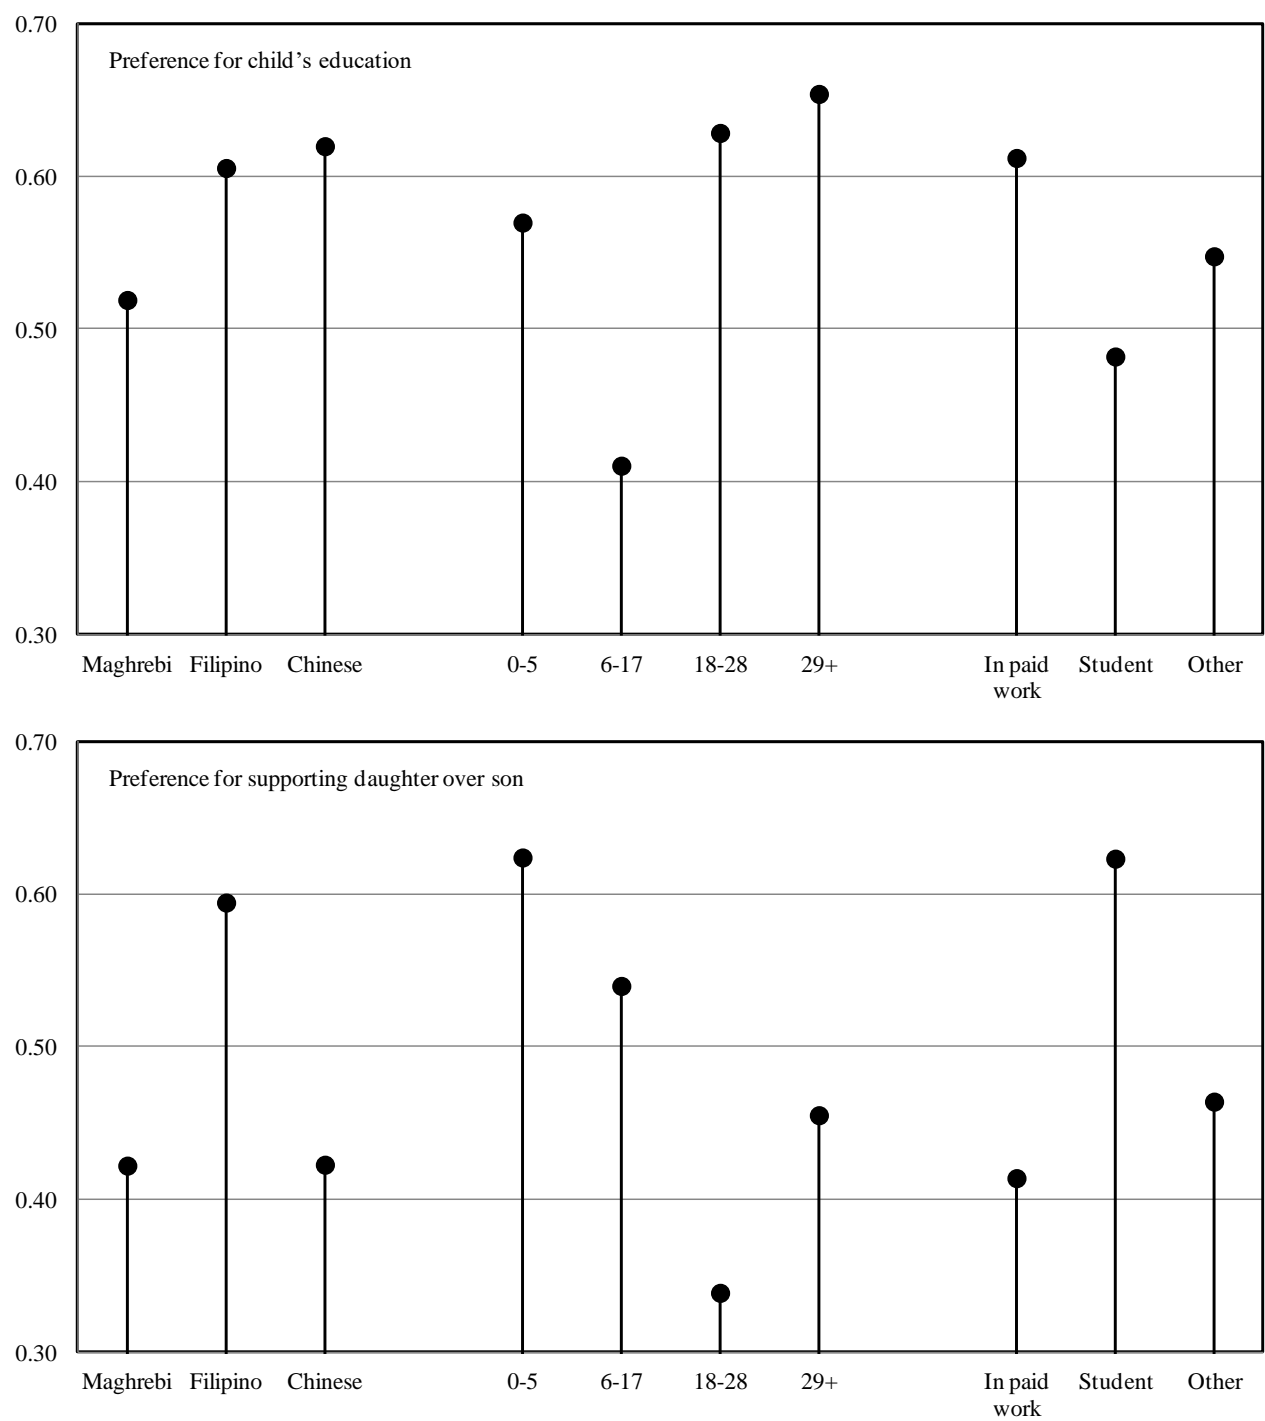 0.70
Preference for child’s education
0.60
0.50
0.40
0.30
Maghrebi Filipino Chinese 0-5 6-17 18-28 29+ In paid Student Other
work
0.70
Preference for supporting daughter over son
0.60
0.50
0.40
0.30
Maghrebi Filipino Chinese 0-5 6-17 18-28 29+ In paid Student Other
work